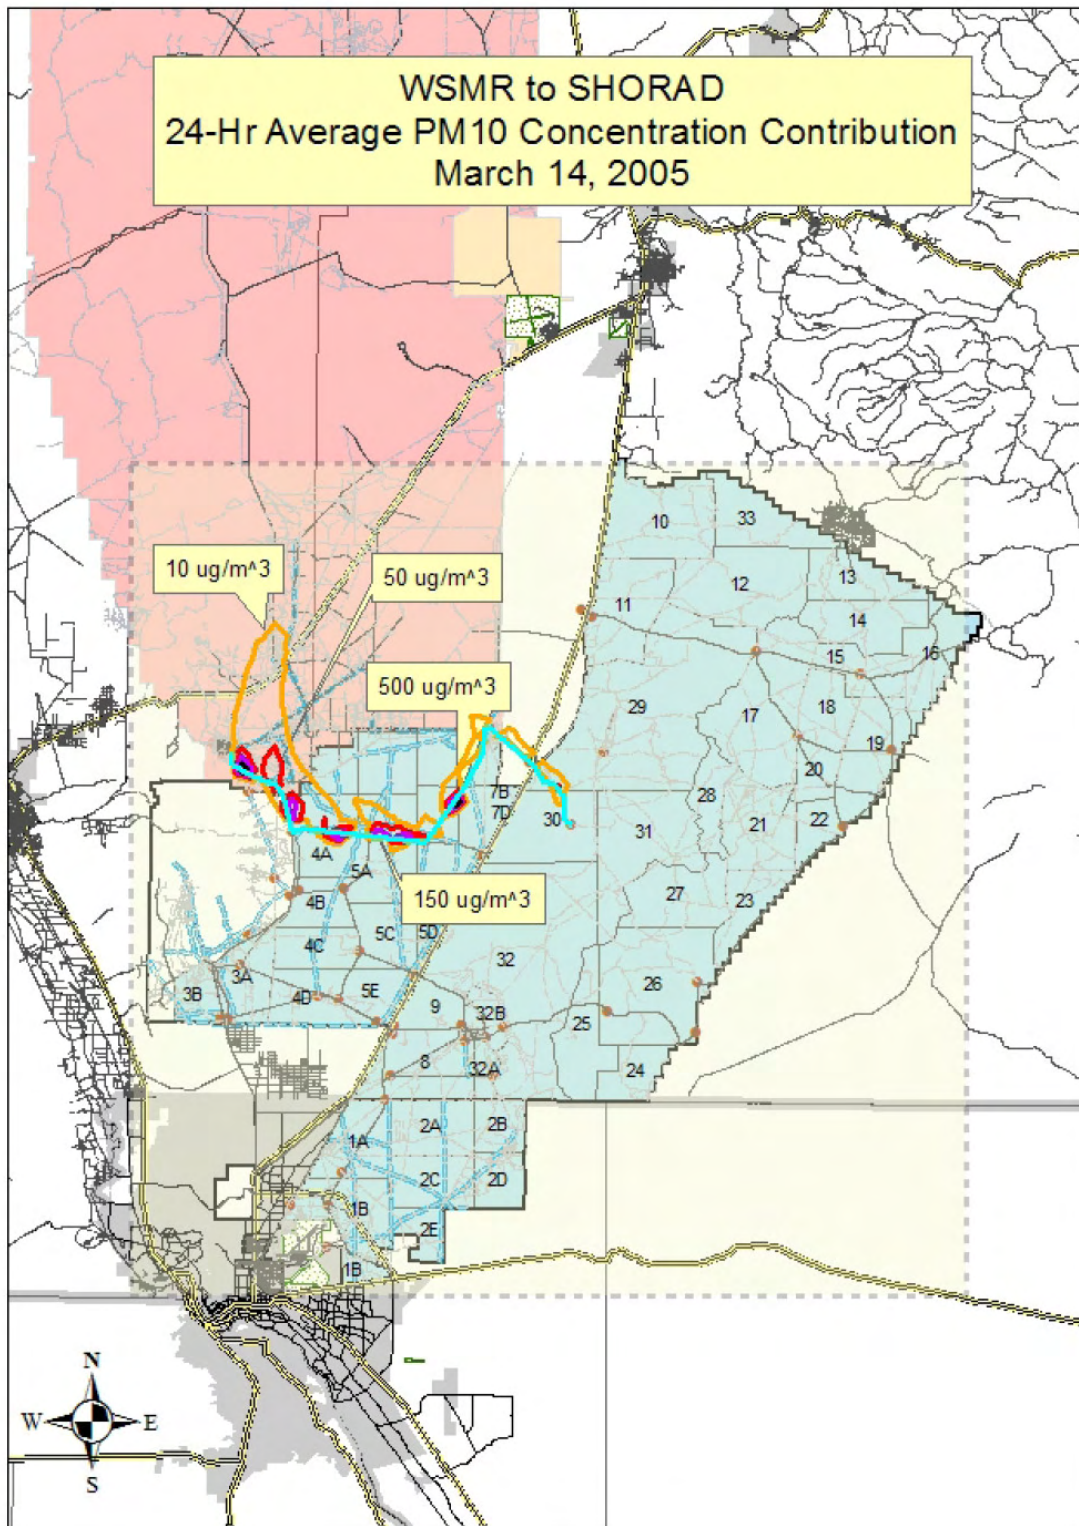 WSMR to SHORAD
24-Hr Average PM10 Concentration Contribution
March 14, 2005
10
33
12
13
10 ug/m^3
50 ug/m^3
11
14
15
16
500 ug/m^3
29
17
18
19
20
7B
28
7D
30
31
21
22
4A
5A
150 ug/m^3
27
23
4B
4C
5C
5D
32
3A
26
3B
4D
5E
9
32B
25
8
32A
24
2A
2B
1A
2C
2D
1B
2E
1B
N
W
E
S